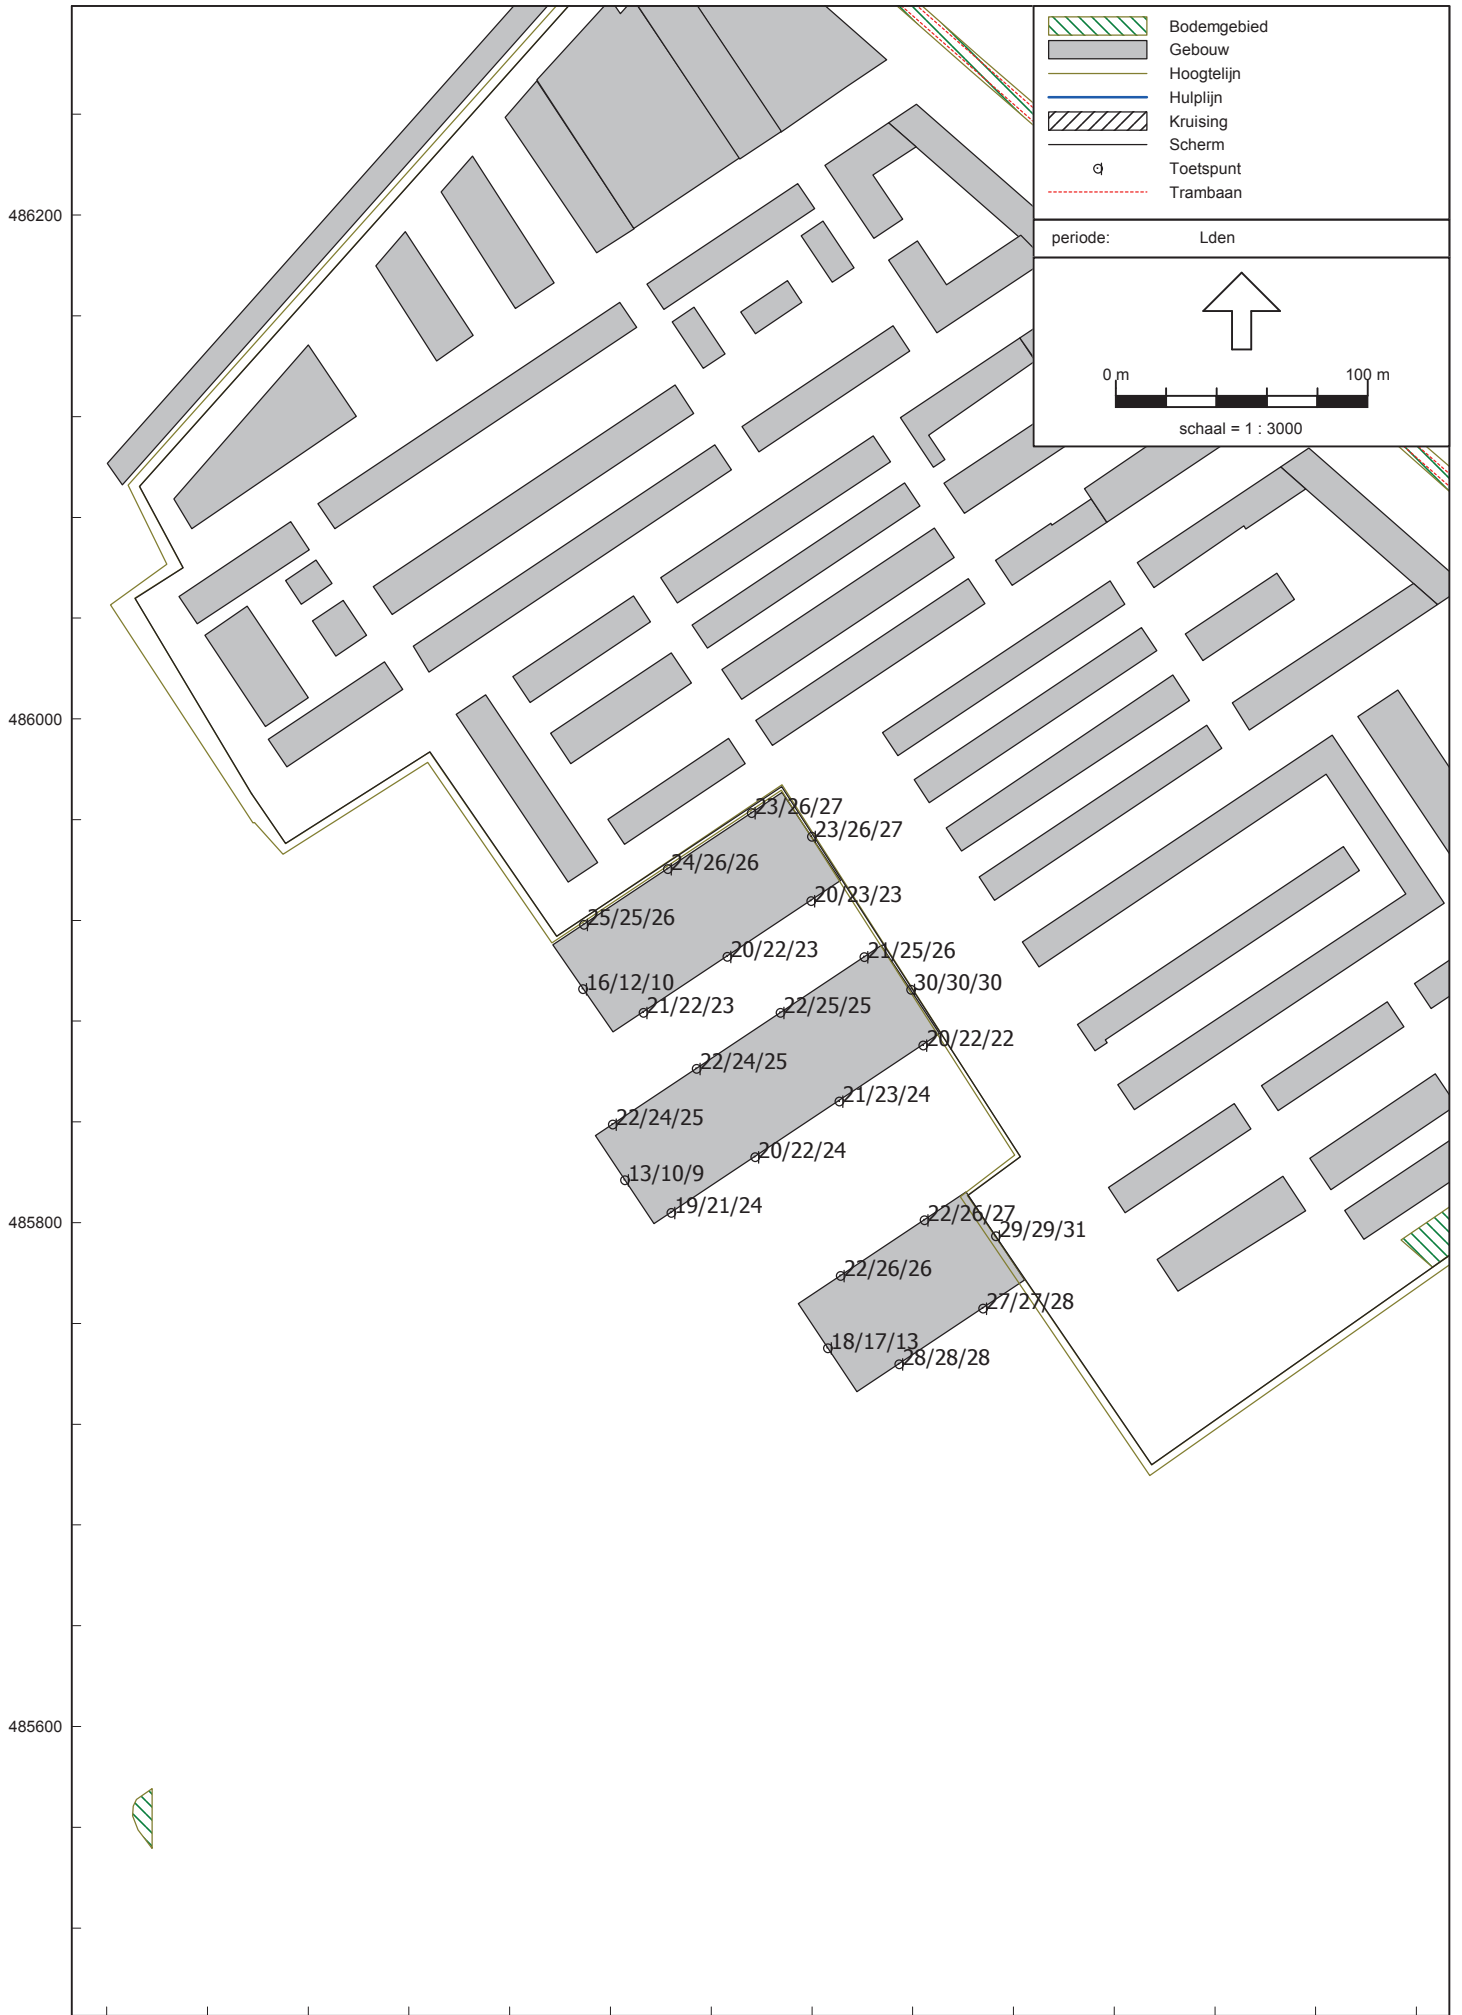 Bodemgebied
Gebouw
Hoogtelijn
Hulplijn
Kruising
Scherm
Toetspunt
Trambaan
periode: Lden
0 m 100 m
schaal = 1 : 3000
486200
486000
485800
485600
23/26/27
23/26/27
24/26/26
20/23/23
25/25/26
20/22/23
21/25/26
16/12/10
30/30/30
21/22/23
22/25/25
20/22/22
22/24/25
21/23/24
22/24/25
20/22/24
13/10/9
19/21/24
22/26/27
29/29/31
22/26/26
27/27/28
18/17/13
28/28/28